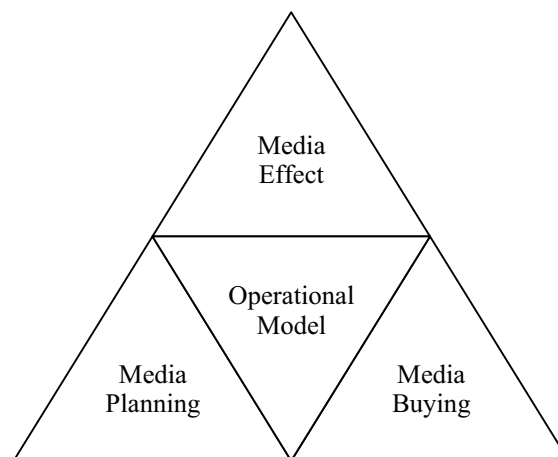 Media
Effect
Operational
Model
Media
Planning
Media
Buying